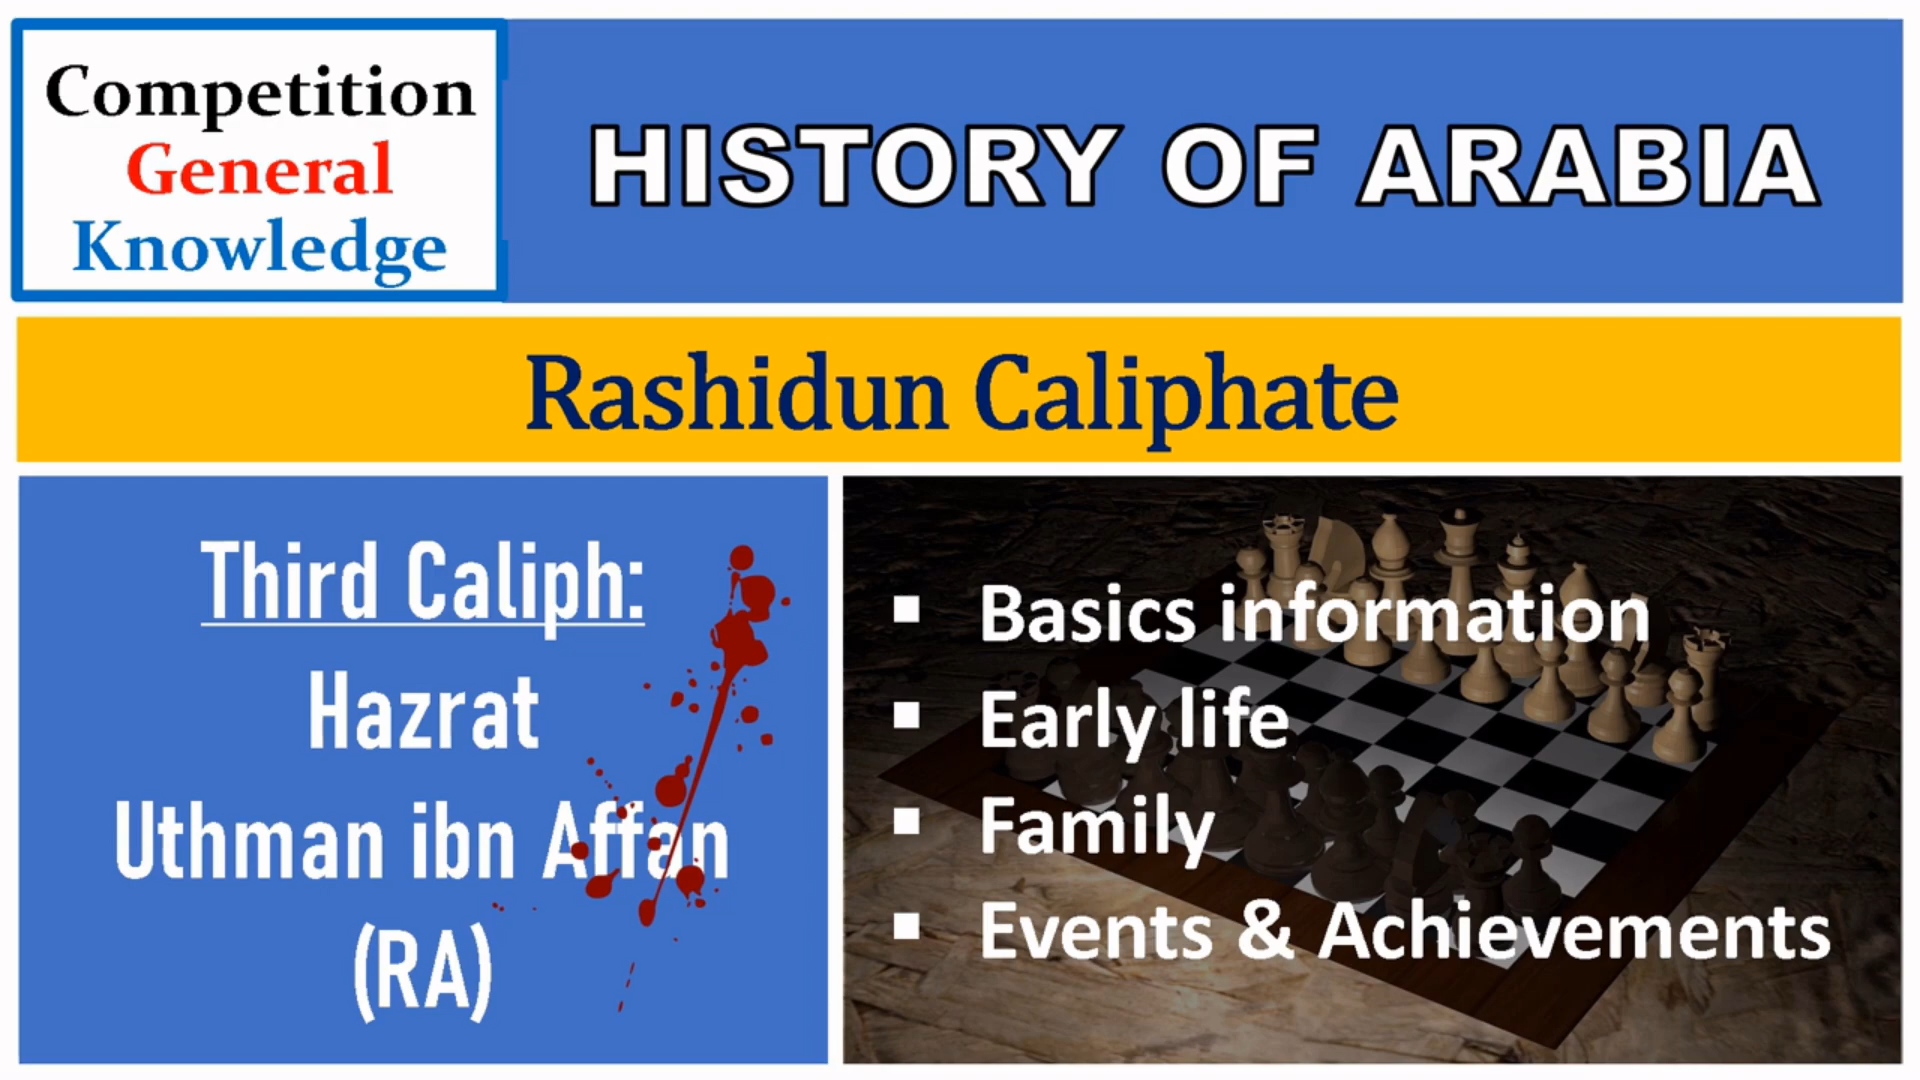 Competition
General
Knowledge
HISTORY OF ARABIA
Rashidun Caliphate
Third Caliph:
Hazrat
Uthman ibn Affan
(RA)
▪ Basics information
▪ Early life
▪ Family
▪ Events & Achievements